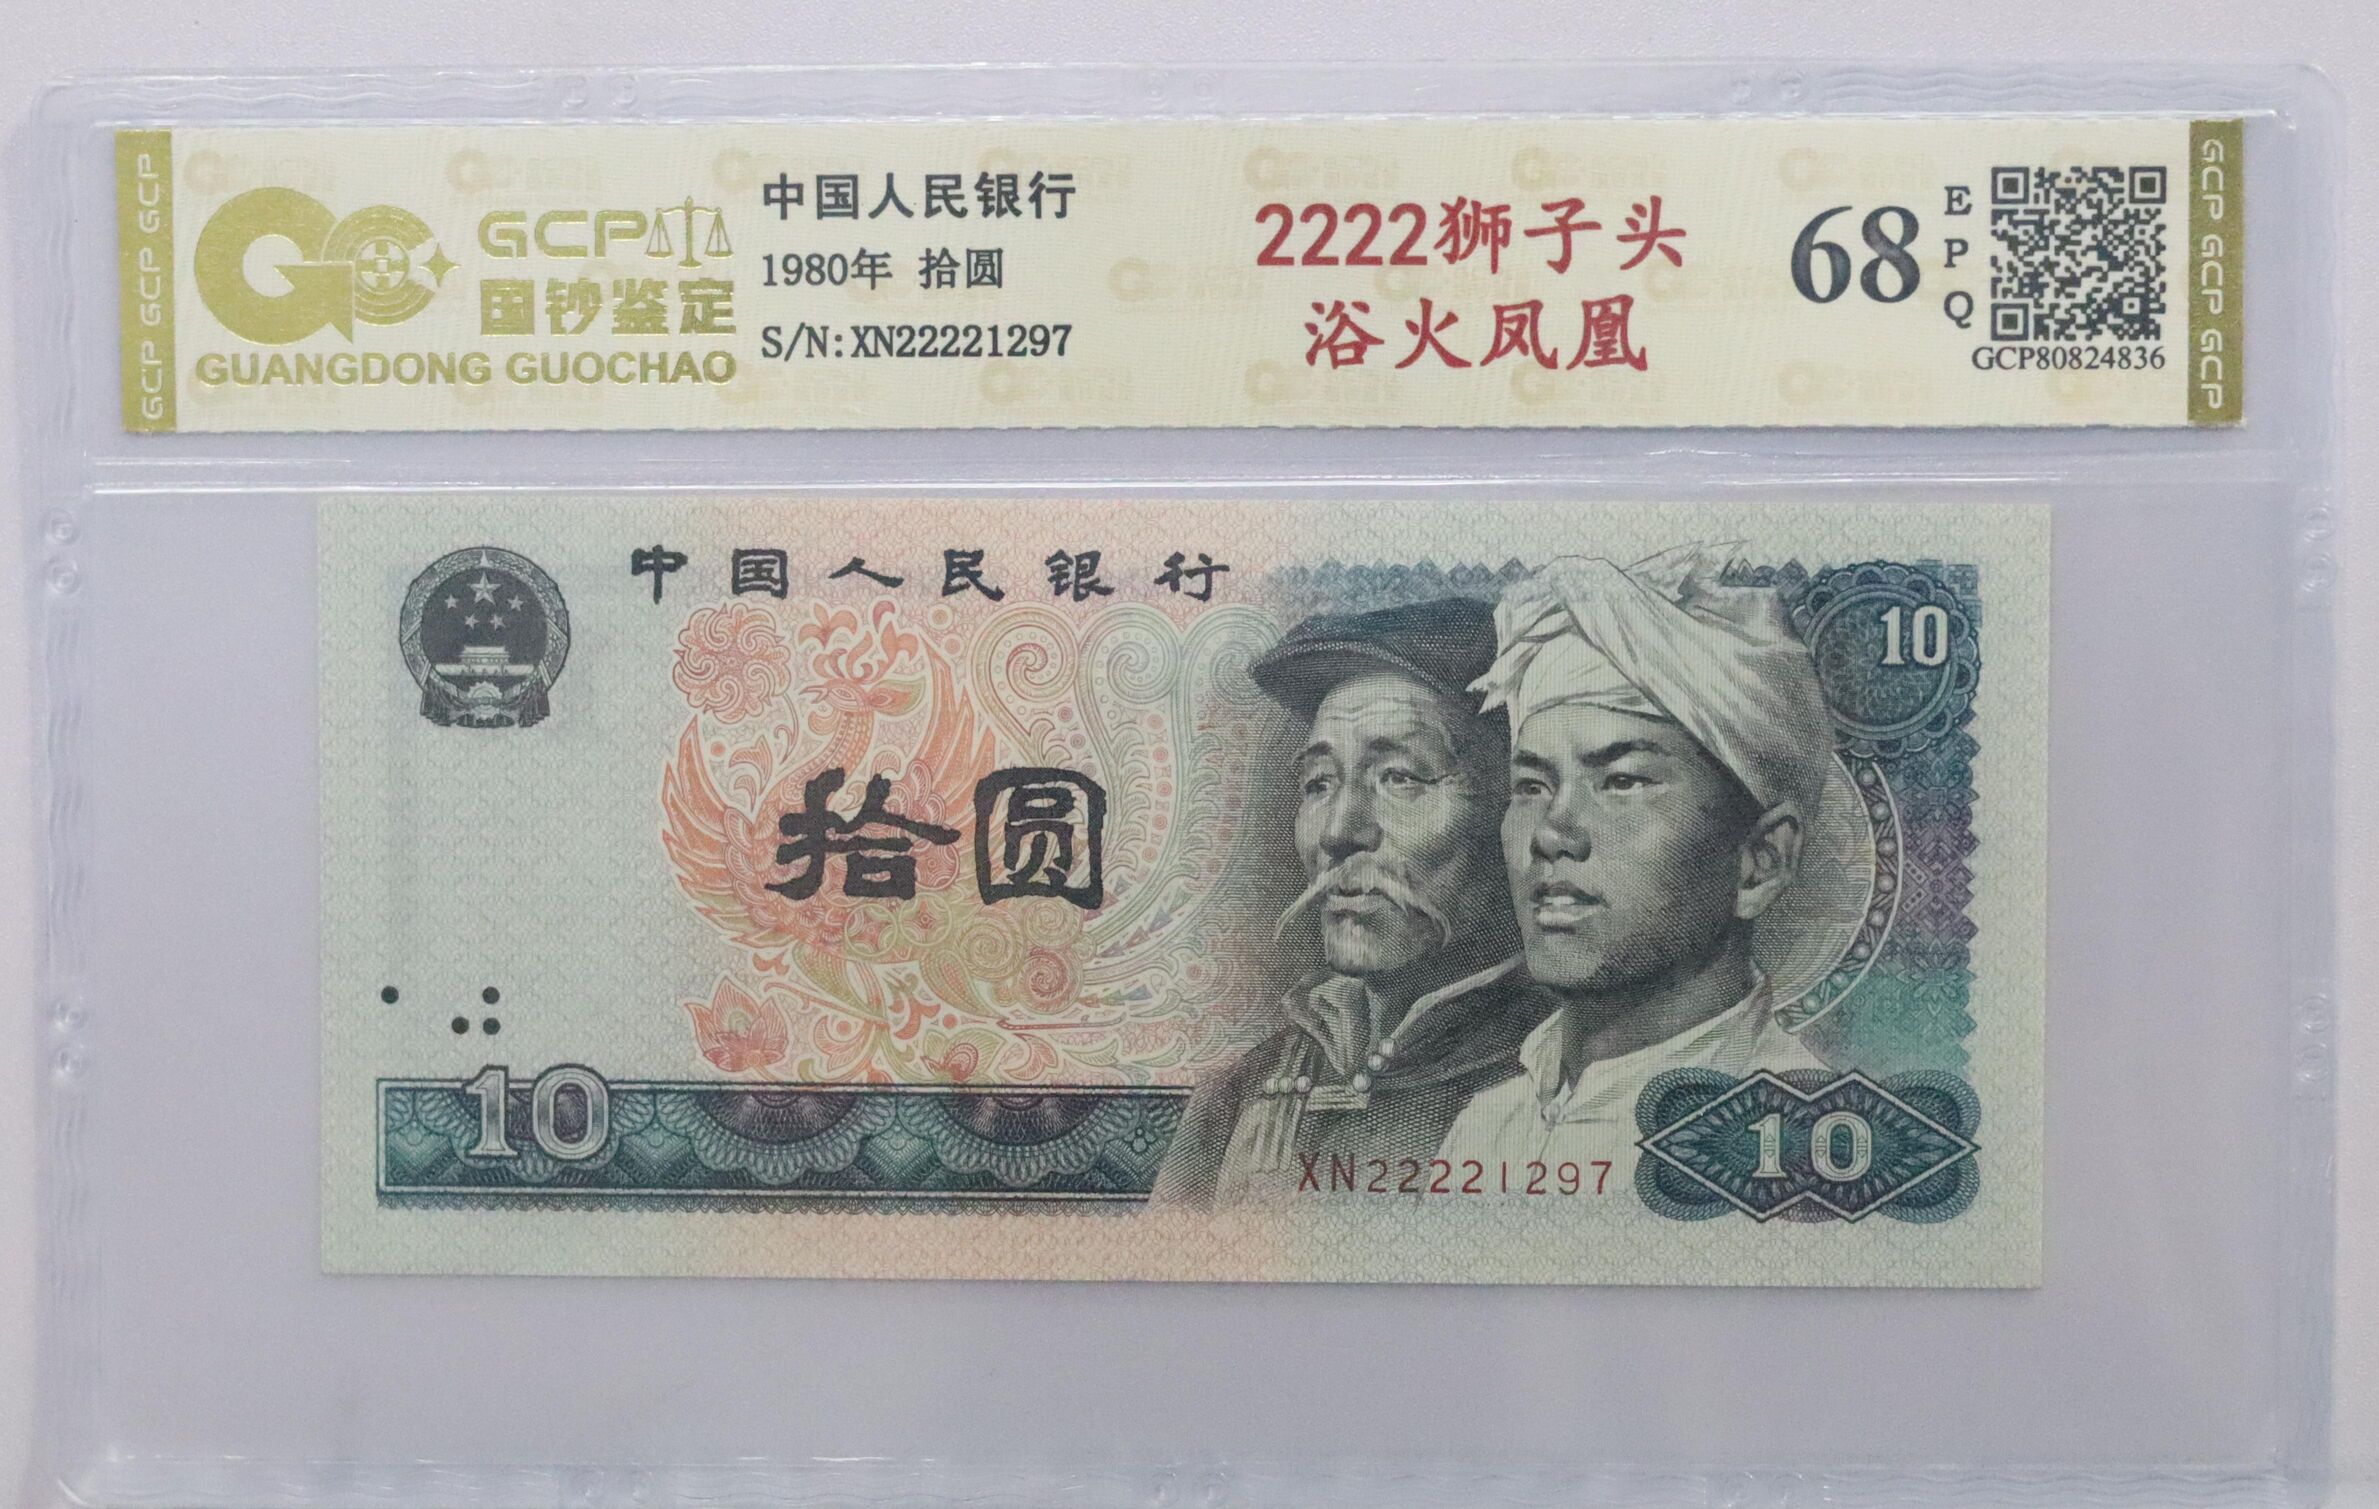 GCP GCP GCP
GCP
国钞鉴定
GUANGDONG GUOCHAO
中国人民银行
1980年 拾圆
S/N:XN22221297
2222狮子头
浴火凤凰
68
EPQ
GCP80824836
GCP GCP GCP
中国人民银行
10
拾圆
10
XN22221297
10